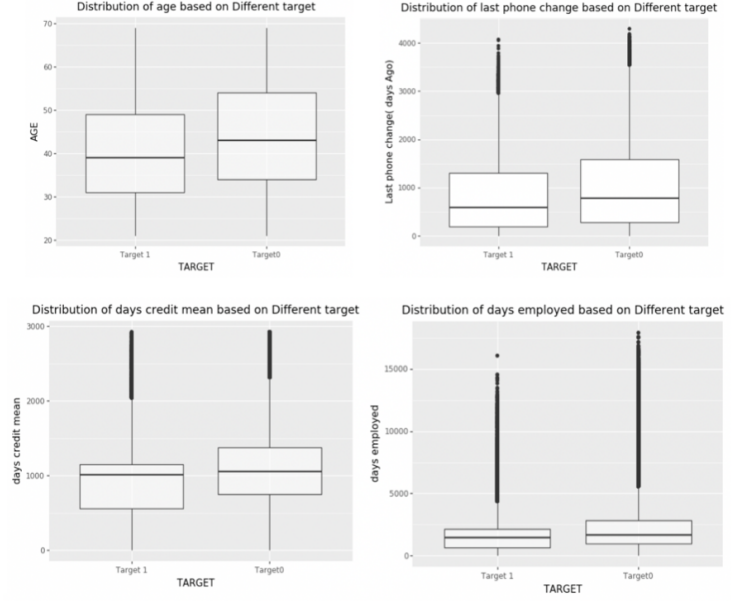 Distribution of age based on Different target
70
60
50
40
30
20
AGE
Target 1
Target0
TARGET
Distribution of last phone change based on Different target
4000
3000
2000
1000
0
Last phone change( days Ago)
Target 1
Target0
TARGET
Distribution of days credit mean based on Different target
3000
2000
1000
0
days credit mean
Target 1
Target0
TARGET
Distribution of days employed based on Different target
15000
10000
5000
0
days employed
Target 1
Target0
TARGET